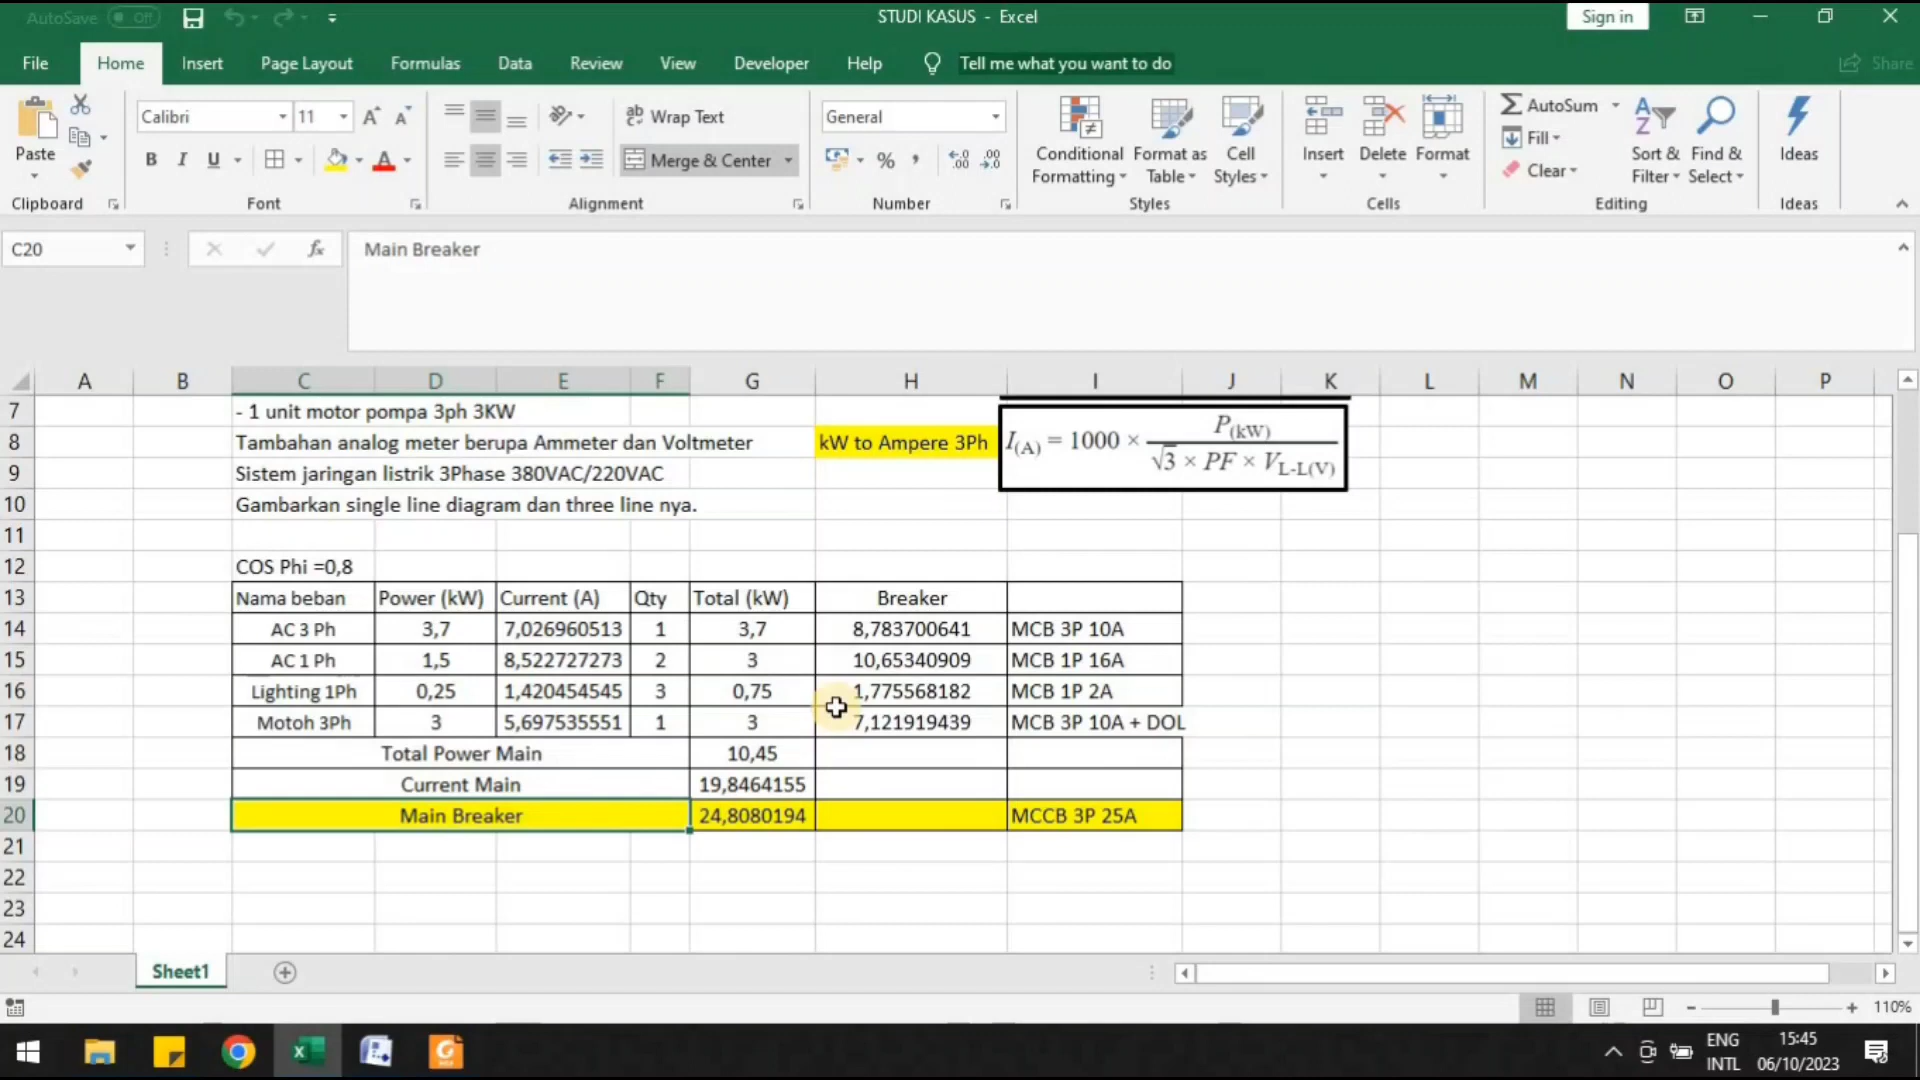 AutoSave Off
STUDI KASUS - Excel
Sign in
File Home Insert Page Layout Formulas Data Review View Developer Help Tell me what you want to do Share
Paste
Clipboard
Calibri 11
B I U
Font
Wrap Text
Merge & Center
Alignment
General
Number
Conditional Formatting
Format as Table
Cell Styles
Styles
Insert Delete Format
Cells
AutoSum
Fill
Clear
Sort & Filter
Find & Select
Editing
Ideas
Ideas
C20 fx Main Breaker
A B C D E F G H I J K L M N O P
7 - 1 unit motor pompa 3ph 3KW
8 Tambahan analog meter berupa Ammeter dan Voltmeter kW to Ampere 3Ph I(A) = 1000 × P(kW) / √3 × PF × VL-L(V)
9 Sistem jaringan listrik 3Phase 380VAC/220VAC
10 Gambarkan single line diagram dan three line nya.
11
12 COS Phi =0,8
13 Nama beban Power (kW) Current (A) Qty Total (kW) Breaker
14 AC 3 Ph 3,7 7,026960513 1 3,7 8,783700641 MCB 3P 10A
15 AC 1 Ph 1,5 8,522727273 2 3 10,65340909 MCB 1P 16A
16 Lighting 1Ph 0,25 1,420454545 3 0,75 1,775568182 MCB 1P 2A
17 Motoh 3Ph 3 5,697535551 1 3 7,121919439 MCB 3P 10A + DOL
18 Total Power Main 10,45
19 Current Main 19,8464155
20 Main Breaker 24,8080194 MCCB 3P 25A
21
22
23
24
Sheet1
110%
ENG 15:45
INTL 06/10/2023